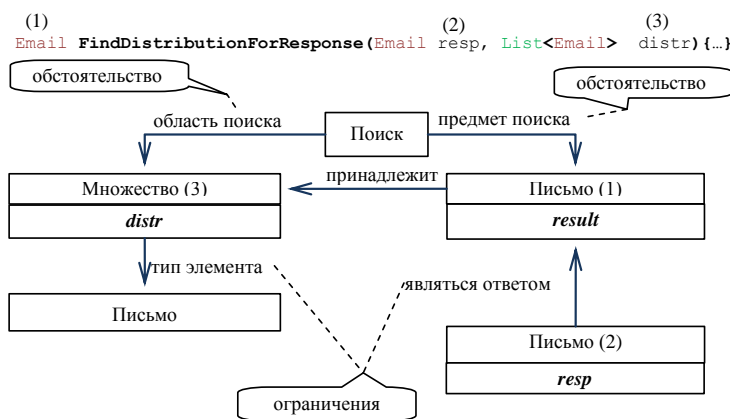 (1) (2) (3)
Email FindDistributionForResponse(Email resp, List<Email> distr){…}
обстоятельство
обстоятельство
область поиска
Поиск
предмет поиска
Множество (3)
принадлежит
Письмо (1)
distr
result
тип элемента
являться ответом
Письмо
Письмо (2)
resp
ограничения